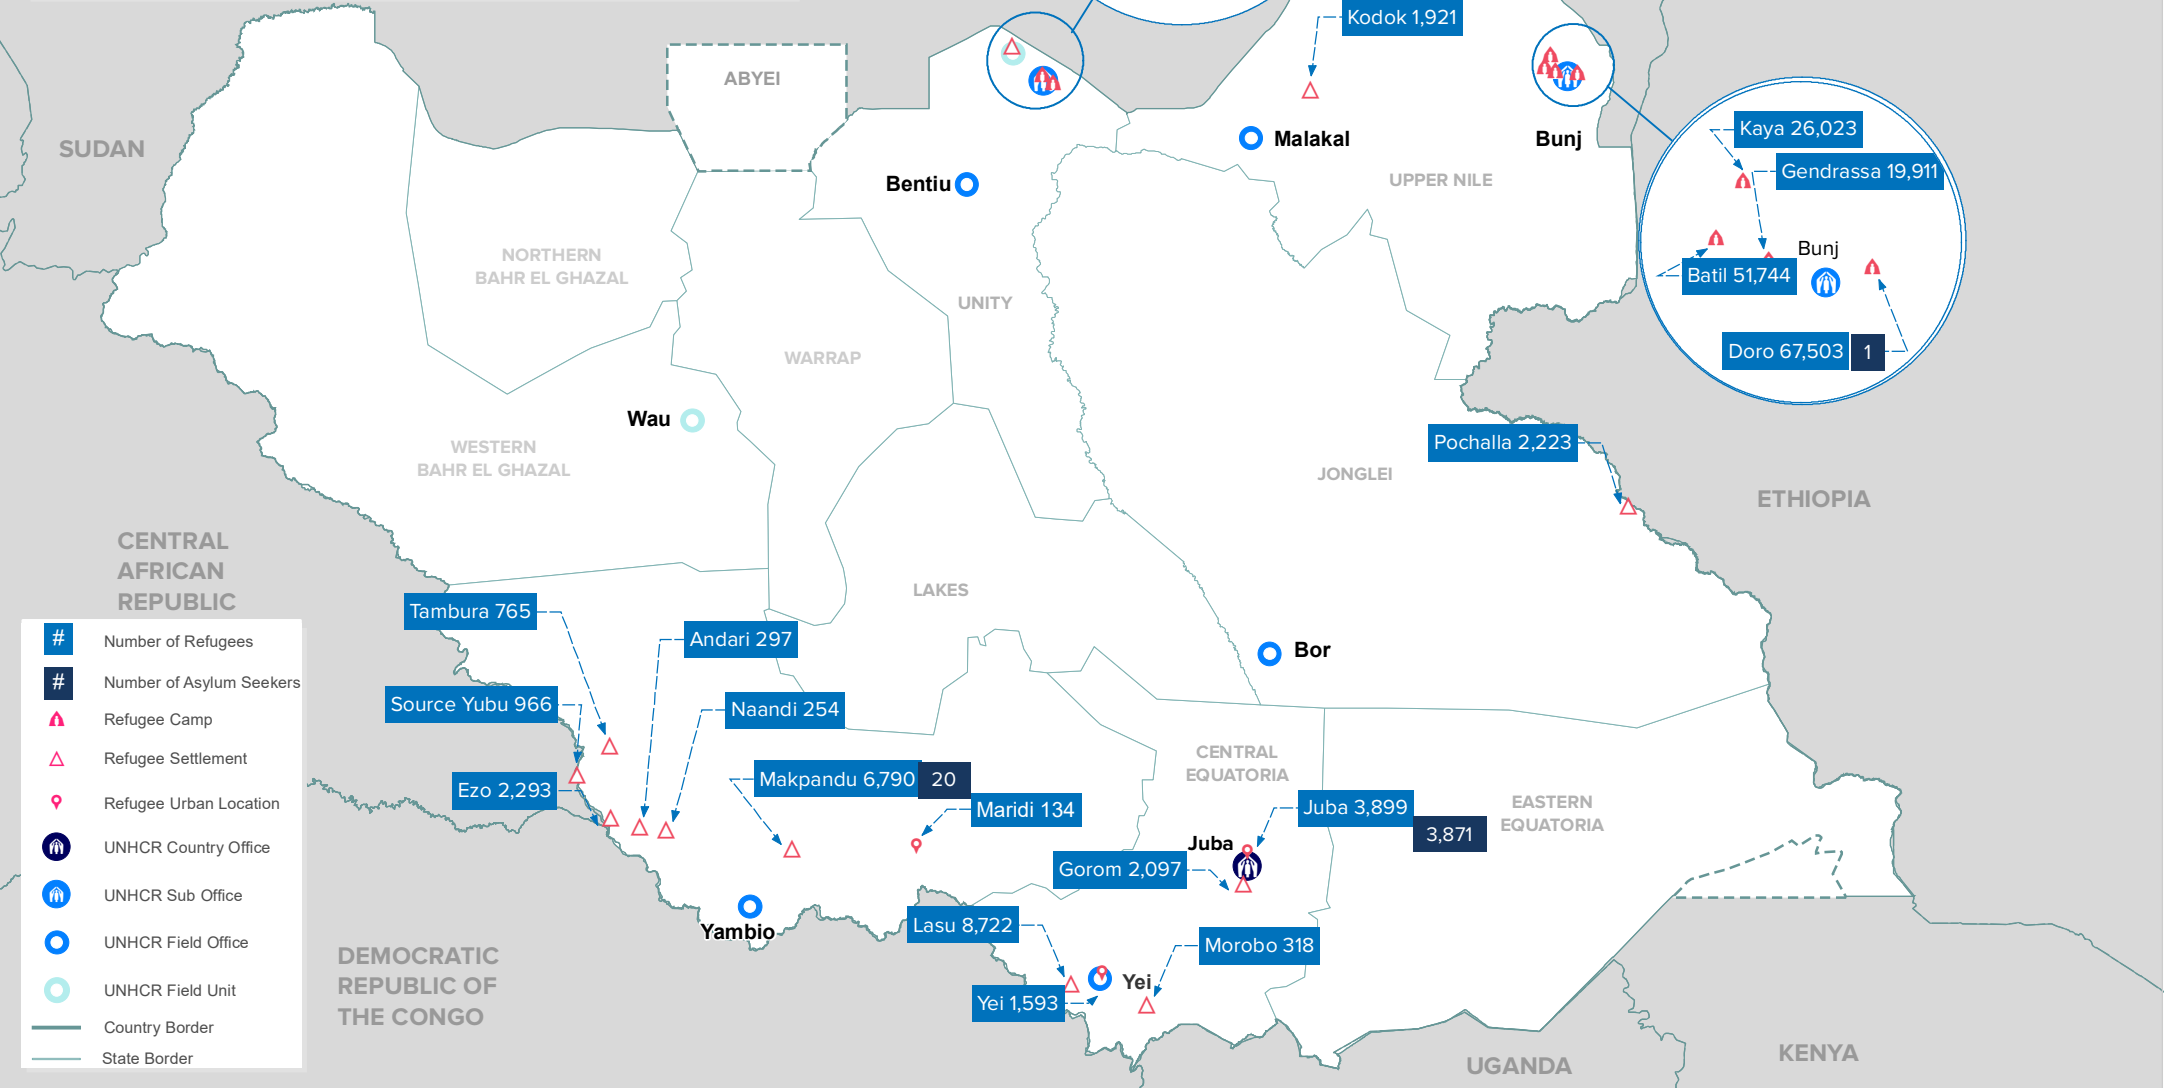 Kodok 1,921
ABYEI
SUDAN
Malakal
Bunj
Kaya 26,023
Gendrassa 19,911
Bentiu
UPPER NILE
Bunj
Batil 51,744
NORTHERN
BAHR EL GHAZAL
UNITY
Doro 67,503 1
WARRAP
Wau
WESTERN
BAHR EL GHAZAL
Pochalla 2,223
JONGLEI
ETHIOPIA
CENTRAL
AFRICAN
REPUBLIC
LAKES
Tambura 765
Andari 297
Bor
Source Yubu 966
Naandi 254
CENTRAL
EQUATORIA
Ezo 2,293
Makpandu 6,790 20
Maridi 134
Juba 3,899
3,871
EASTERN
EQUATORIA
Juba
Gorom 2,097
Yambio
Lasu 8,722
Morobo 318
Yei
Yei 1,593
DEMOCRATIC
REPUBLIC OF
THE CONGO
UGANDA
KENYA
# Number of Refugees
# Number of Asylum Seekers
Refugee Camp
Refugee Settlement
Refugee Urban Location
UNHCR Country Office
UNHCR Sub Office
UNHCR Field Office
UNHCR Field Unit
Country Border
State Border